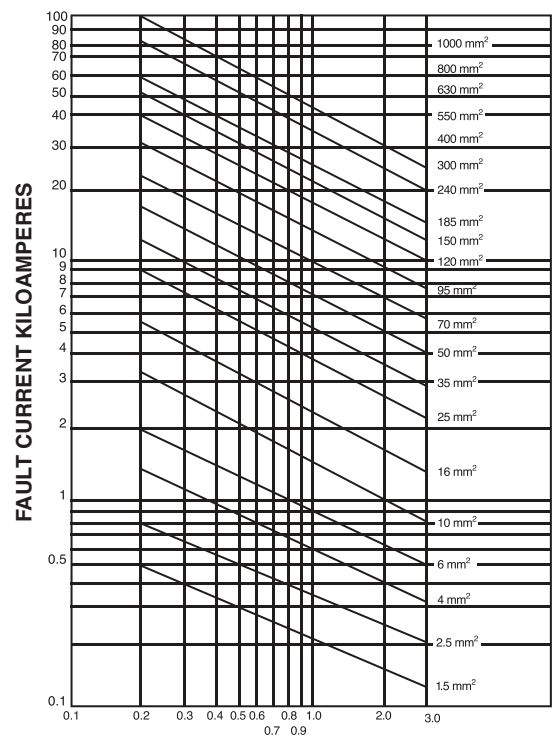 FAULT CURRENT KILOAMPERES
100
90
80
70
60
50
40
30
20
10
9
8
7
6
5
4
3
2
1
0.5
0.1
1000 mm²
800 mm²
630 mm²
550 mm²
400 mm²
300 mm²
240 mm²
185 mm²
150 mm²
120 mm²
95 mm²
70 mm²
50 mm²
35 mm²
25 mm²
16 mm²
10 mm²
6 mm²
4 mm²
2.5 mm²
1.5 mm²
0.1 0.2 0.3 0.4 0.5 0.6 0.8 1.0 2.0 3.0
0.7 0.9